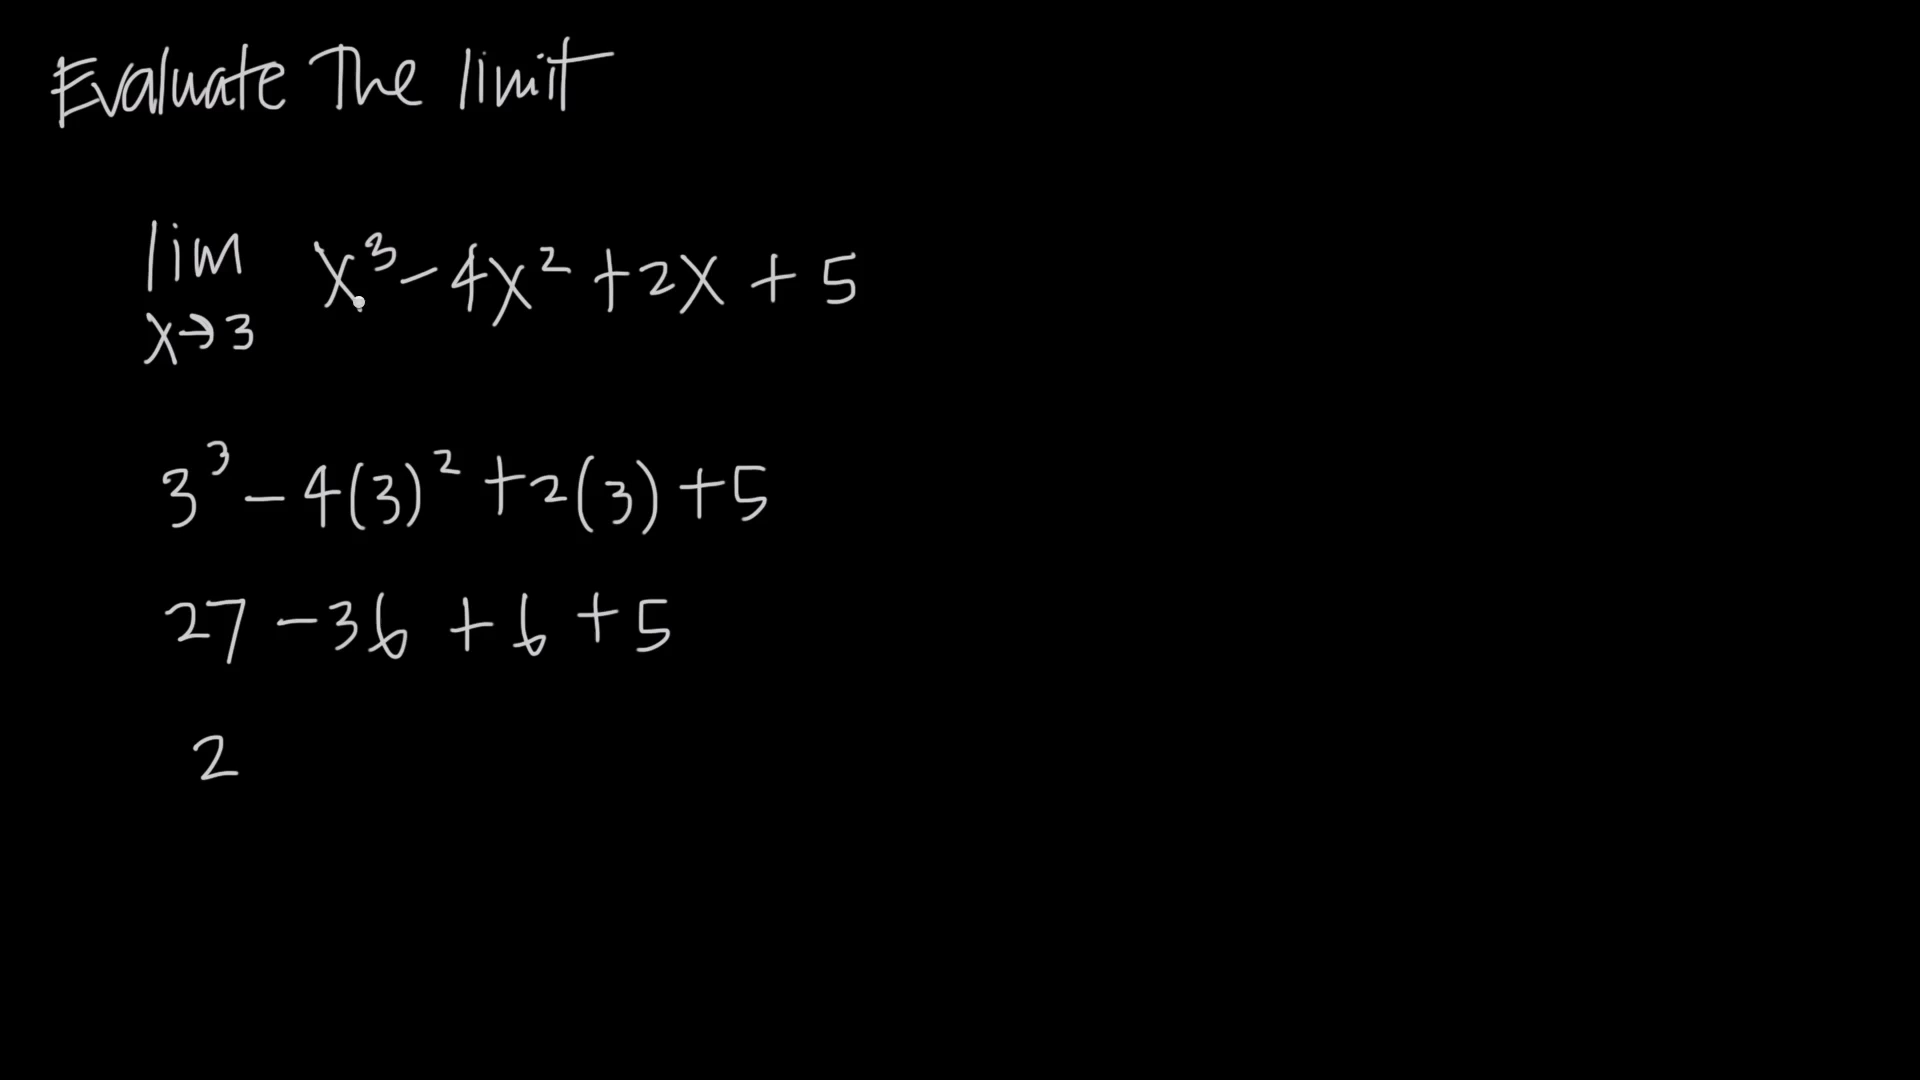 Evaluate The limit
lim x→3 x³ - 4x² + 2x + 5
3³ - 4(3)² + 2(3) + 5
27 - 36 + 6 + 5
2